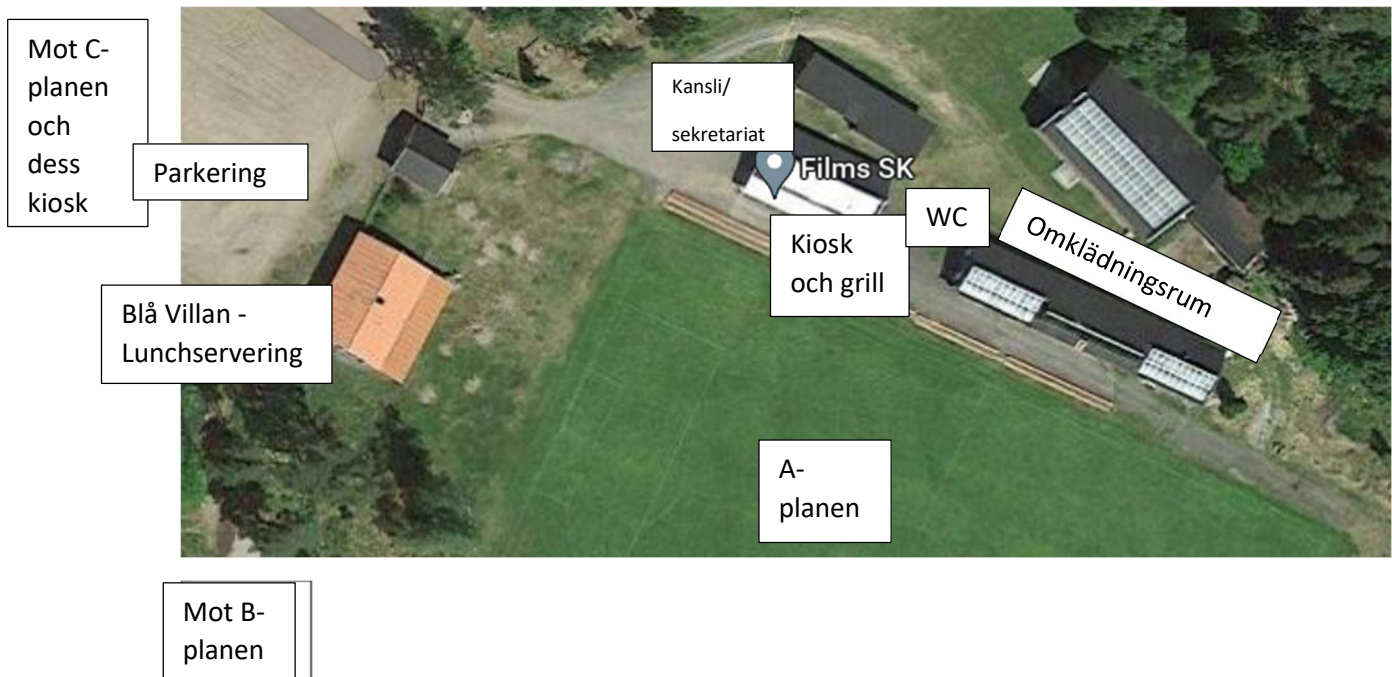 Mot C-
planen
och
dess
kiosk
Parkering
Kansli/
sekretariat
Films SK
WC
Omklädningsrum
Kiosk
och grill
Blå Villan -
Lunchservering
A-
planen
Mot B-
planen